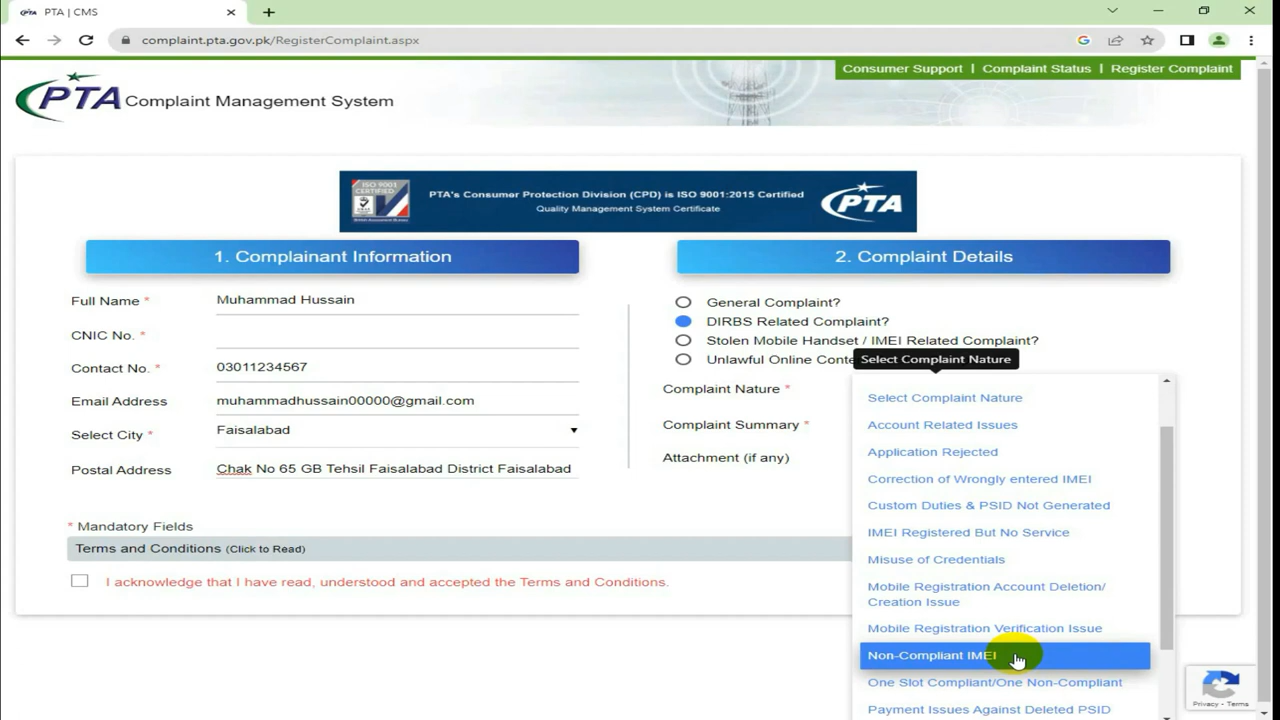 PTA | CMS
complaint.pta.gov.pk/RegisterComplaint.aspx
Consumer Support | Complaint Status | Register Complaint
PTA Complaint Management System
ISO 9001
CERTIFIED
PTA's Consumer Protection Division (CPD) is ISO 9001:2015 Certified
Quality Management System Certificate
PTA
1. Complainant Information
Full Name * Muhammad Hussain
CNIC No. *
Contact No. * 03011234567
Email Address muhammadhussain00000@gmail.com
Select City * Faisalabad
Postal Address Chak No 65 GB Tehsil Faisalabad District Faisalabad
2. Complaint Details
General Complaint?
DIRBS Related Complaint?
Stolen Mobile Handset / IMEI Related Complaint?
Unlawful Online Conte
Select Complaint Nature
Complaint Nature *
Complaint Summary *
Attachment (if any)
Select Complaint Nature
Account Related Issues
Application Rejected
Correction of Wrongly entered IMEI
Custom Duties & PSID Not Generated
IMEI Registered But No Service
Misuse of Credentials
Mobile Registration Account Deletion/
Creation Issue
Mobile Registration Verification Issue
Non-Compliant IMEI
One Slot Compliant/One Non-Compliant
Payment Issues Against Deleted PSID
* Mandatory Fields
Terms and Conditions (Click to Read)
I acknowledge that I have read, understood and accepted the Terms and Conditions.
Privacy - Terms